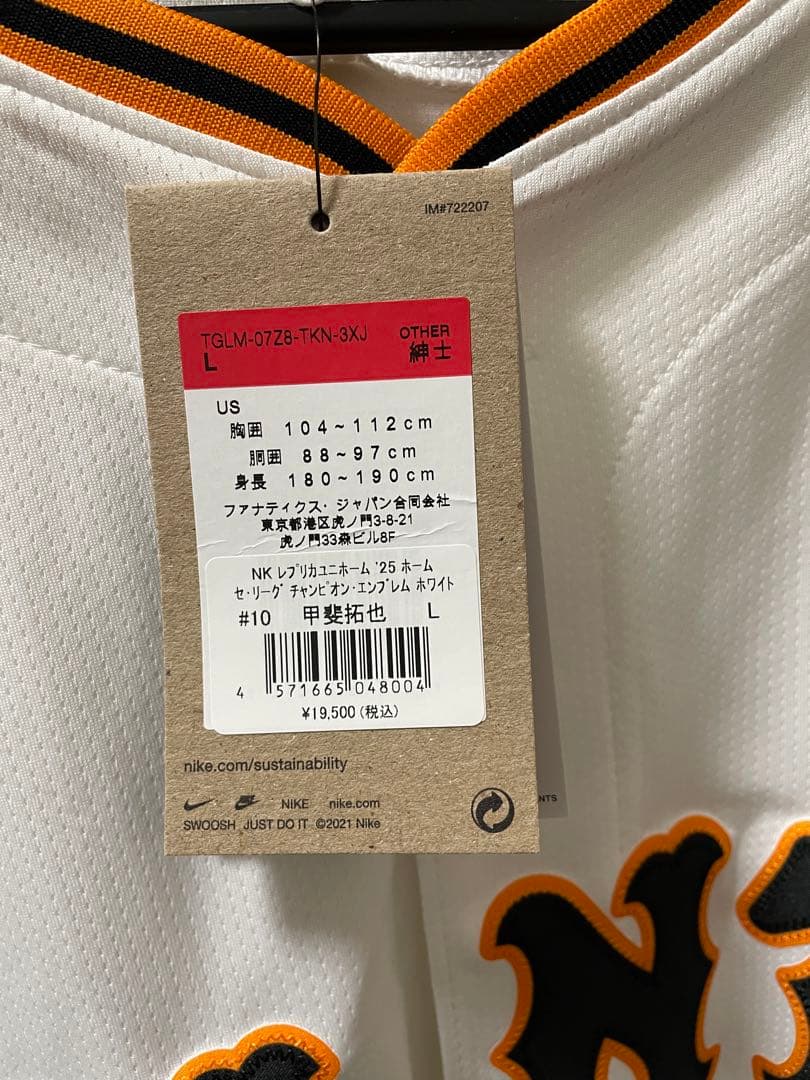 IM#722207
TGLM-07Z8-TKN-3XJ OTHER
L 紳士
US
胸囲 104~112cm
胴囲 88~97cm
身長 180~190cm
ファナティクス・ジャパン合同会社
東京都港区虎ノ門3-8-21
虎ノ門33森ビル8F
NK レプリカユニホーム '25 ホーム
セ・リーグ チャンピオン・エンブレム ホワイト
#10 甲斐拓也 L
4 571665 048004
¥19,500(税込)
nike.com/sustainability
NIKE nike.com
SWOOSH JUST DO IT ©2021 Nike
NTS
N